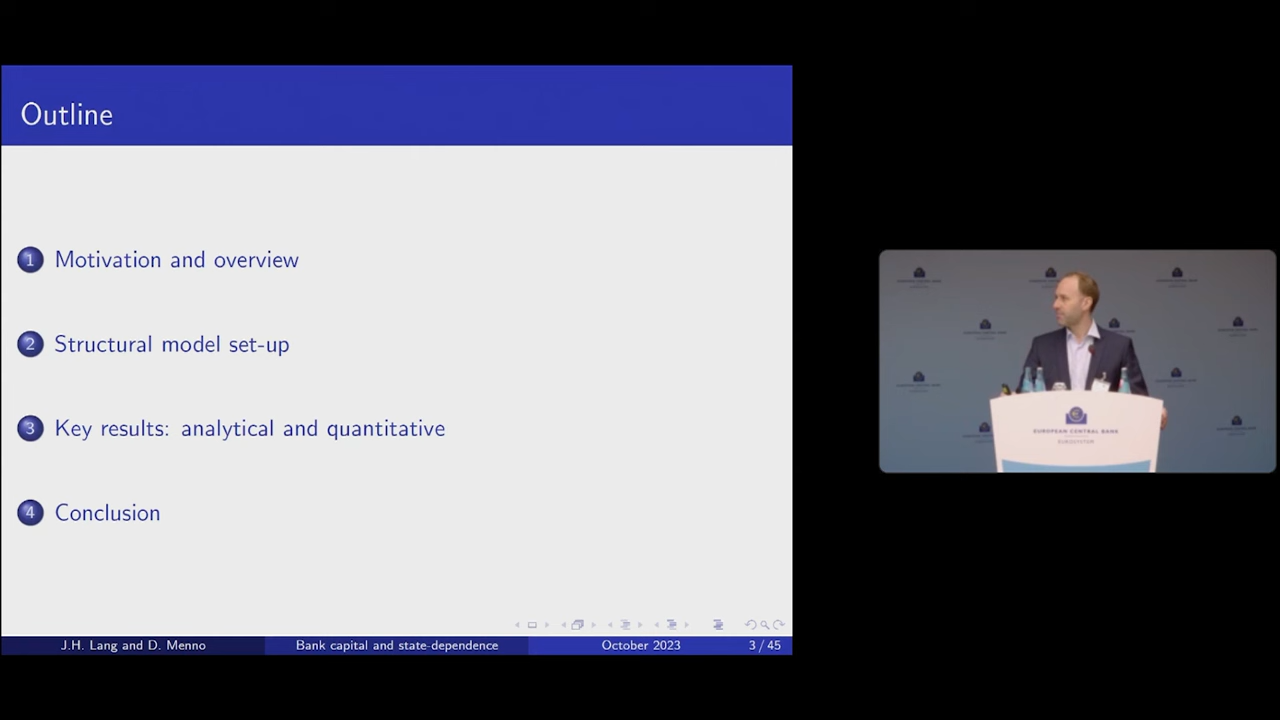 Outline
1 Motivation and overview
2 Structural model set-up
3 Key results: analytical and quantitative
4 Conclusion
J.H. Lang and D. Menno
Bank capital and state-dependence
October 2023
3 / 45
EUROPEAN CENTRAL BANK
EUROSYSTEM